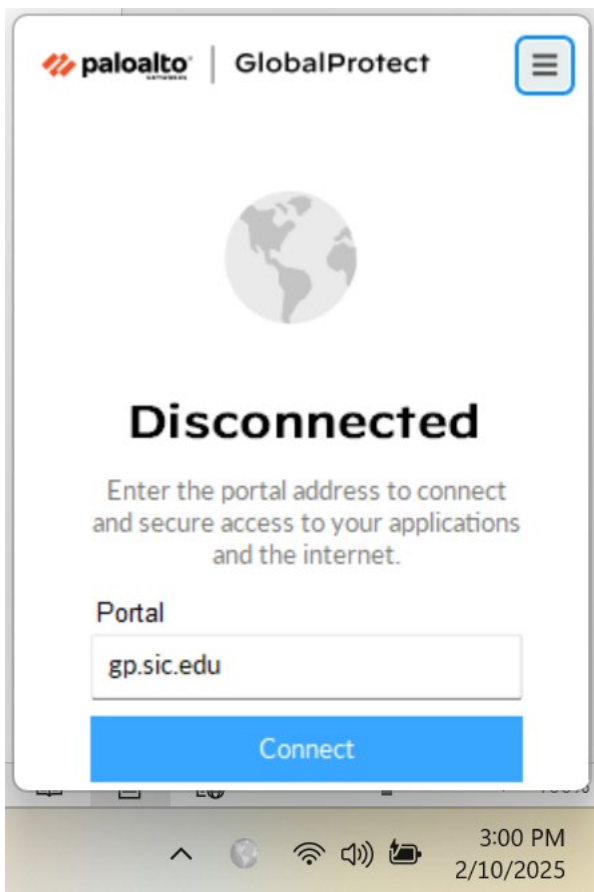 paloalto | GlobalProtect
NETWORKS
Disconnected
Enter the portal address to connect
and secure access to your applications
and the internet.
Portal
gp.sic.edu
Connect
3:00 PM
2/10/2025